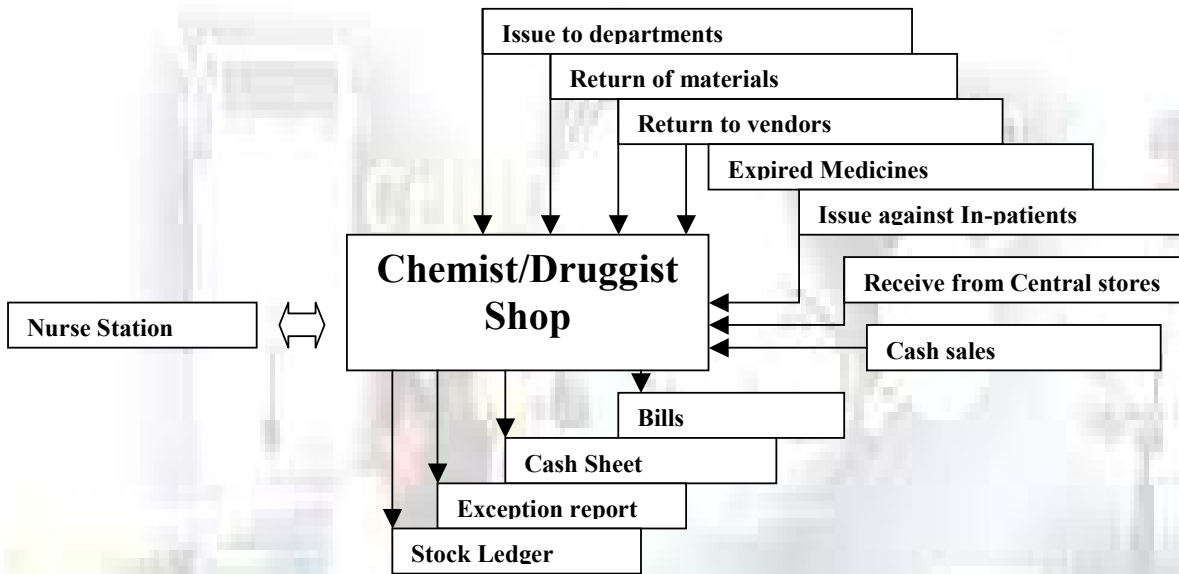 Issue to departments
Return of materials
Return to vendors
Expired Medicines
Issue against In-patients
Chemist/Druggist
Shop
Receive from Central stores
Nurse Station
Cash sales
Bills
Cash Sheet
Exception report
Stock Ledger